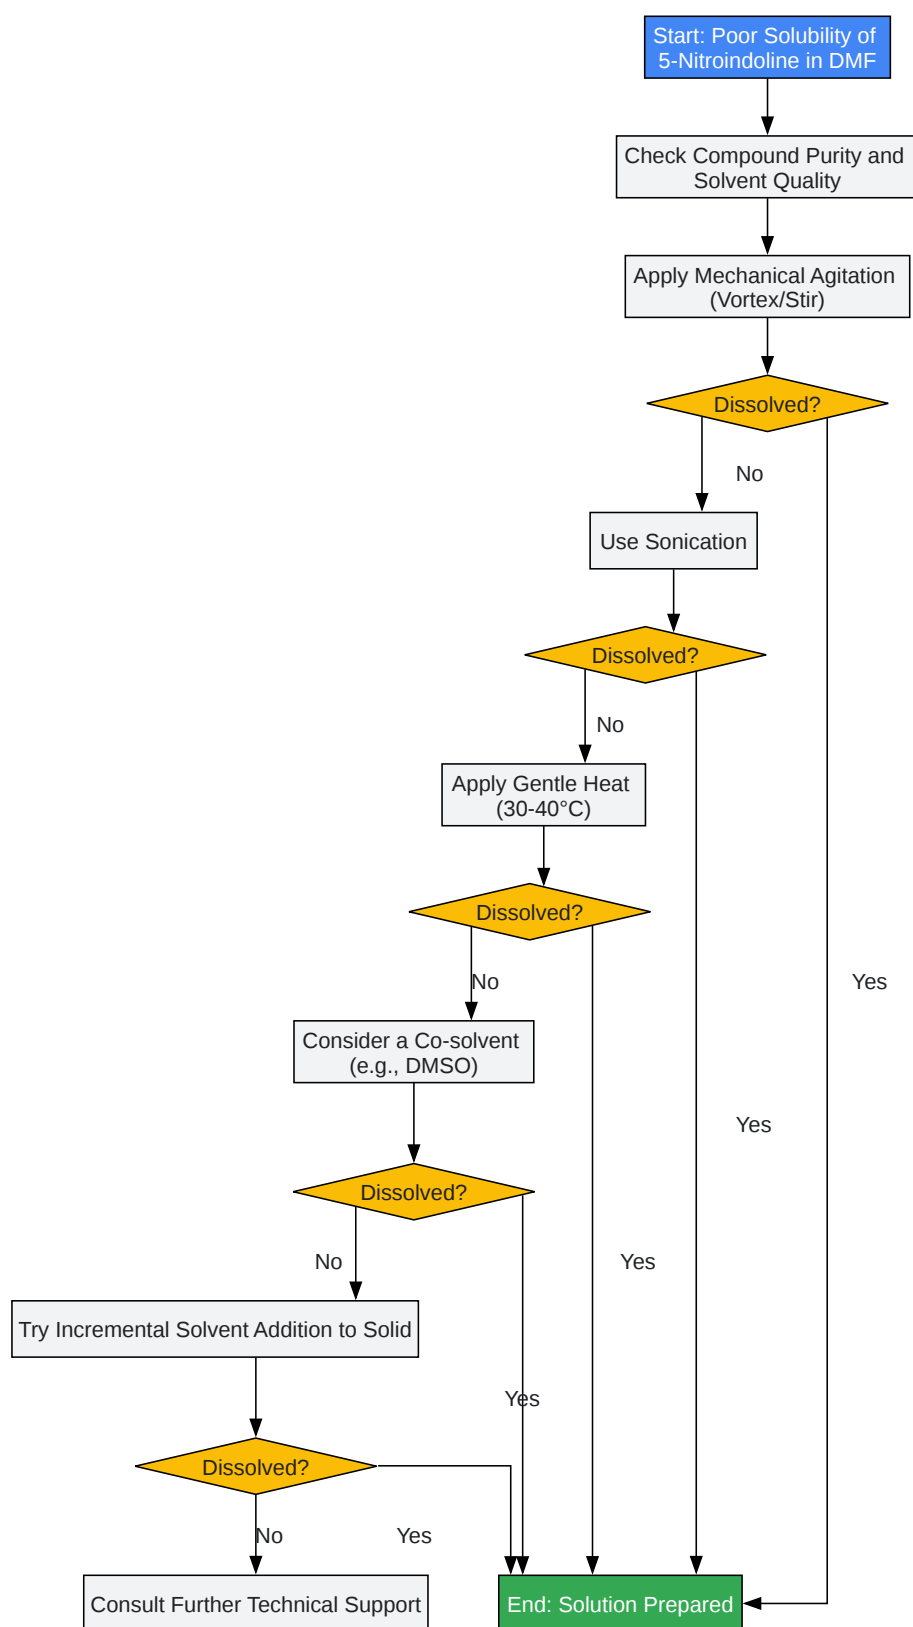 Start: Poor Solubility of
5-Nitroindoline in DMF
Check Compound Purity and
Solvent Quality
Apply Mechanical Agitation
(Vortex/Stir)
Dissolved?
No
Use Sonication
Dissolved?
No
Apply Gentle Heat
(30-40°C)
Dissolved?
No
Yes
Consider a Co-solvent
(e.g., DMSO)
Yes
Dissolved?
No
Yes
Try Incremental Solvent Addition to Solid
Yes
Dissolved?
No
Yes
Consult Further Technical Support
End: Solution Prepared